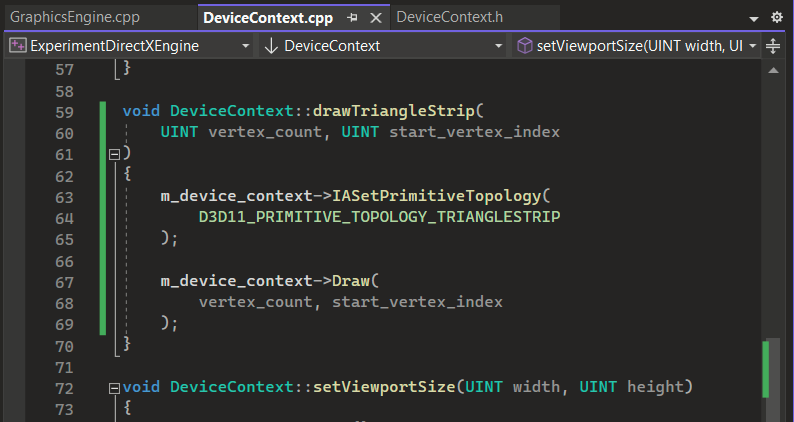 GraphicsEngine.cpp DeviceContext.cpp DeviceContext.h
ExperimentDirectXEngine DeviceContext setViewportSize(UINT width, UI
57 }
58
59 void DeviceContext::drawTriangleStrip(
60 UINT vertex_count, UINT start_vertex_index
61 )
62 {
63 m_device_context->IASetPrimitiveTopology(
64 D3D11_PRIMITIVE_TOPOLOGY_TRIANGLESTRIP
65 );
66
67 m_device_context->Draw(
68 vertex_count, start_vertex_index
69 );
70 }
71
72 void DeviceContext::setViewportSize(UINT width, UINT height)
73 {